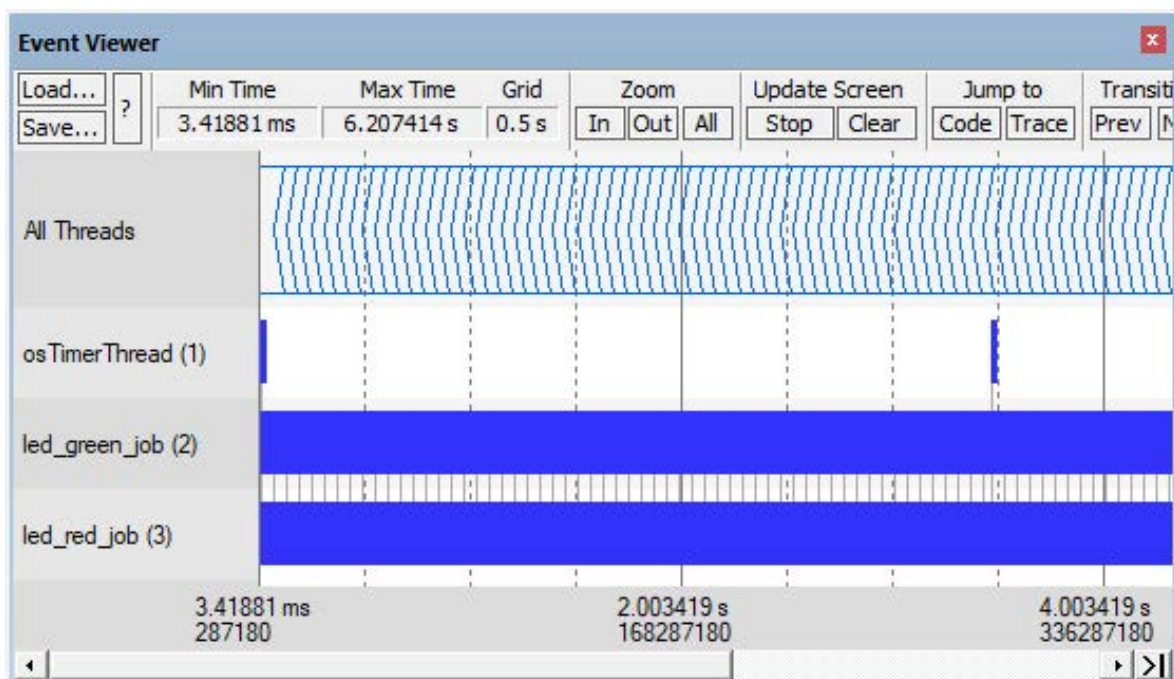 Event Viewer
Load... ? Min Time Max Time Grid Zoom Update Screen Jump to Transiti
Save... 3.41881 ms 6.207414 s 0.5 s In Out All Stop Clear Code Trace Prev N
All Threads
osTimerThread (1)
led_green_job (2)
led_red_job (3)
3.41881 ms 2.003419 s 4.003419 s
287180 168287180 336287180